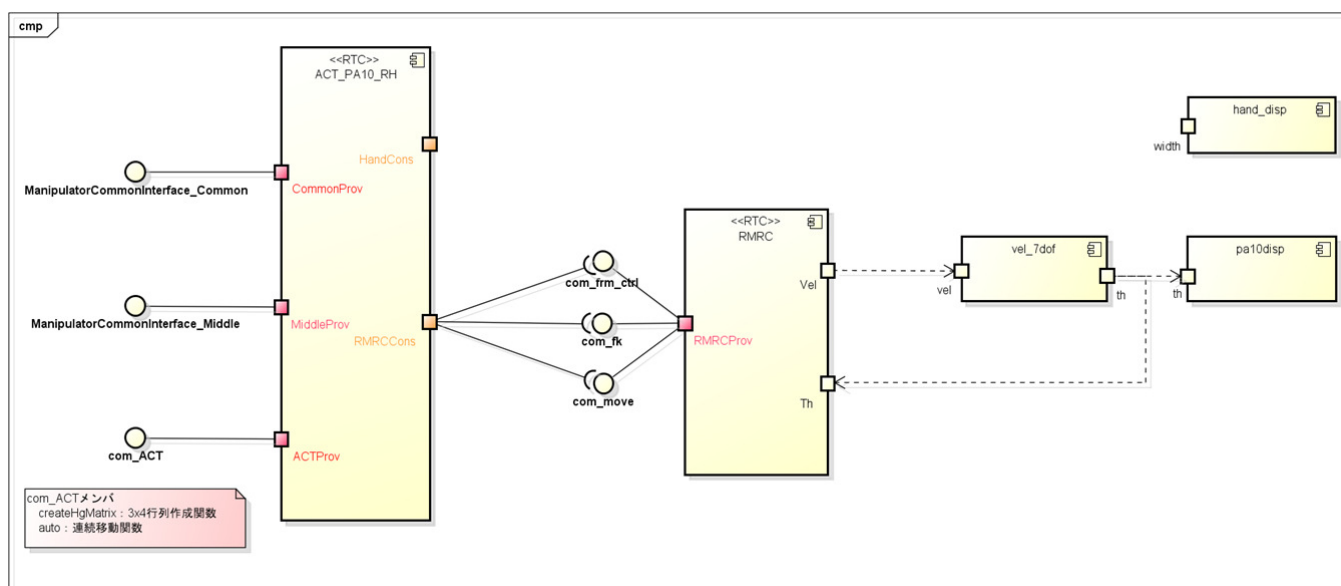 cmp
<<RTC>>
ACT_PA10_RH
HandCons
CommonProv
ManipulatorCommonInterface_Common
MiddleProv
ManipulatorCommonInterface_Middle
RMRCCons
ACTProv
com_ACT
com_ACTメンバ
createHgMatrix：3x4行列作成関数
auto：連続移動関数
com_frm_ctrl
com_fk
com_move
<<RTC>>
RMRC
Vel
RMRCProv
Th
vel_7dof
vel
th
hand_disp
width
pa10disp
th